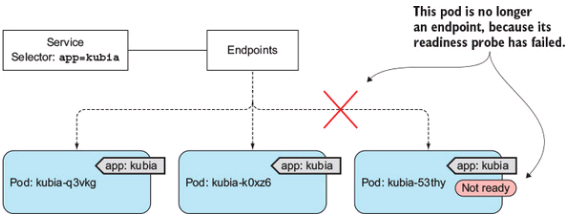 This pod is no longer
an endpoint, because its
readiness probe has failed.
Service
Selector: app=kubia
Endpoints
app: kubia
Pod: kubia-q3vkg
app: kubia
Pod: kubia-k0xz6
app: kubia
Pod: kubia-53thy
Not ready